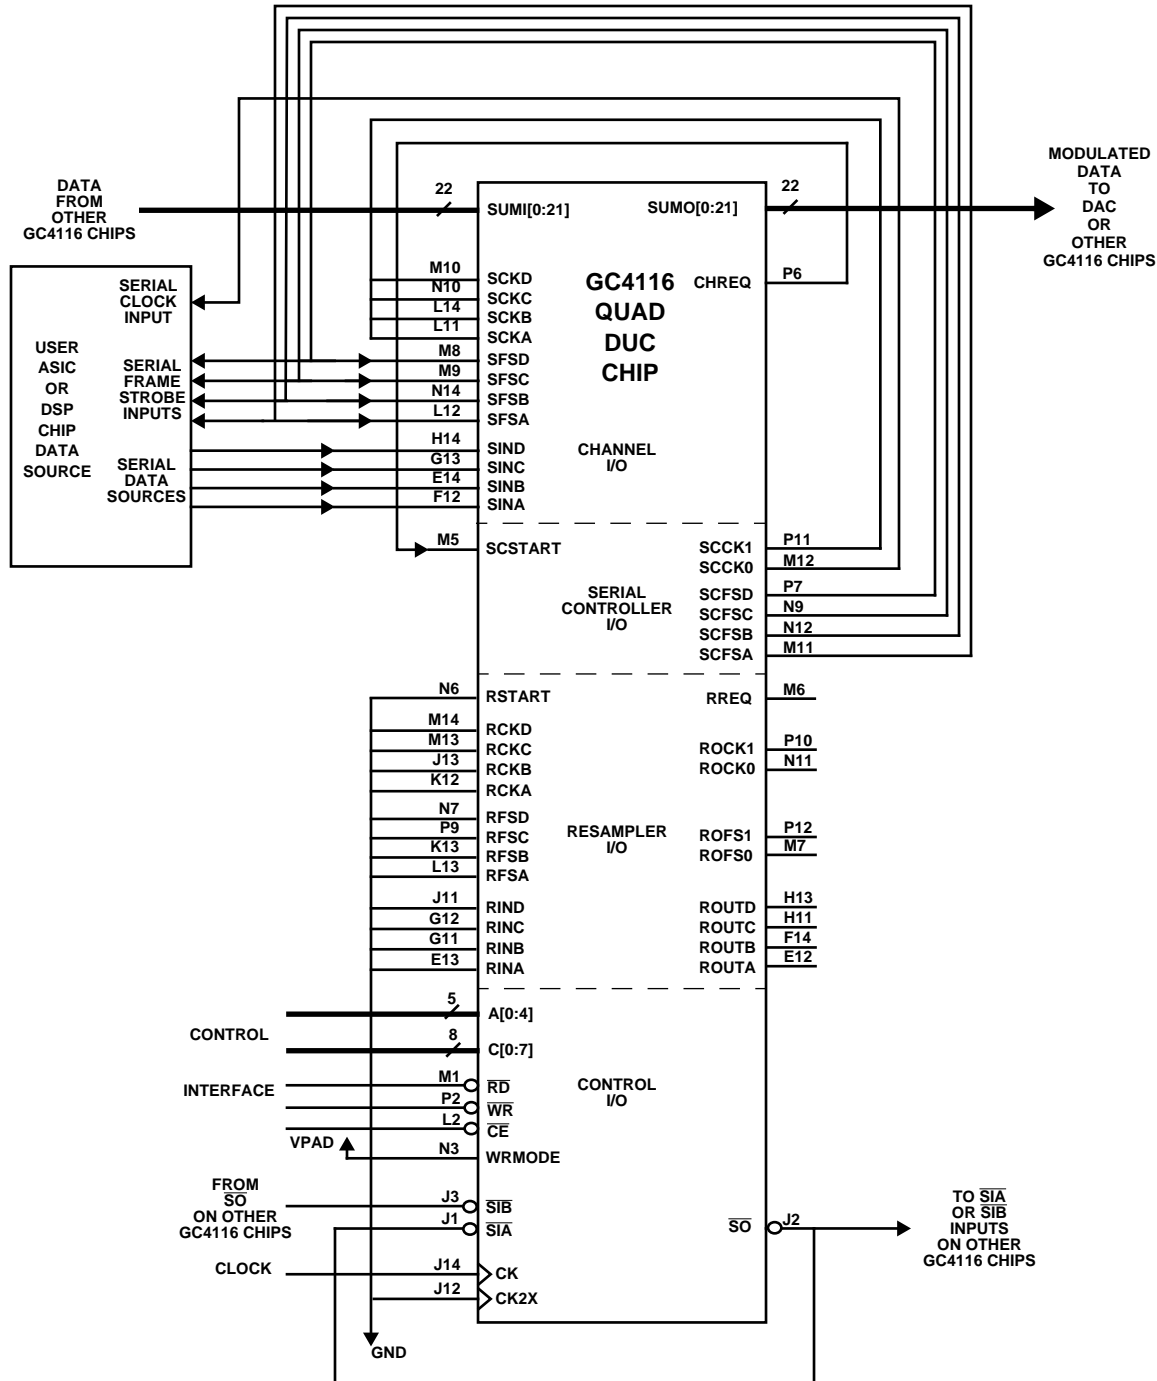 DATA
FROM
OTHER
GC4116 CHIPS
22
SUMI[0:21]
SUMO[0:21]
22
MODULATED
DATA
TO
DAC
OR
OTHER
GC4116 CHIPS
GC4116
QUAD
DUC
CHIP
P6
CHREQ
M10
SCKD
N10
SCKC
L14
SCKB
L11
SCKA
M8
SFSD
M9
SFSC
N14
SFSB
L12
SFSA
H14
SIND
G13
SINC
E14
SINB
F12
SINA
CHANNEL
I/O
SERIAL
CLOCK
INPUT
USER
ASIC
OR
DSP
CHIP
DATA
SOURCE
SERIAL
FRAME
STROBE
INPUTS
SERIAL
DATA
SOURCES
M5
SCSTART
SERIAL
CONTROLLER
I/O
SCCK1
P11
SCCK0
M12
SCFSD
P7
SCFSC
N9
SCFSB
N12
SCFSA
M11
N6
RSTART
M14
RCKD
M13
RCKC
J13
RCKB
K12
RCKA
N7
RFSD
P9
RFSC
K13
RFSB
L13
RFSA
J11
RIND
G12
RINC
G11
RINB
E13
RINA
RESAMPLER
I/O
RREQ
M6
ROCK1
P10
ROCK0
N11
ROFS1
P12
ROFS0
M7
ROUTD
H13
ROUTC
H11
ROUTB
F14
ROUTA
E12
CONTROL
INTERFACE
5
A[0:4]
8
C[0:7]
M1
RD
P2
WR
L2
CE
VPAD
N3
WRMODE
CONTROL
I/O
FROM
SO
ON OTHER
GC4116 CHIPS
J3
SIB
J1
SIA
SO
J2
TO SIA
OR SIB
INPUTS
ON OTHER
GC4116 CHIPS
CLOCK
J14
CK
J12
CK2X
GND